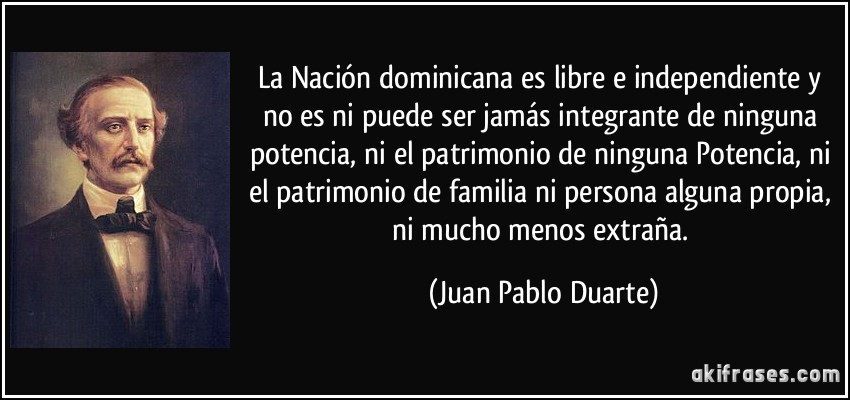 La Nación dominicana es libre e independiente y
no es ni puede ser jamás integrante de ninguna
potencia, ni el patrimonio de ninguna Potencia, ni
el patrimonio de familia ni persona alguna propia,
ni mucho menos extraña.
(Juan Pablo Duarte)
akifrases.com